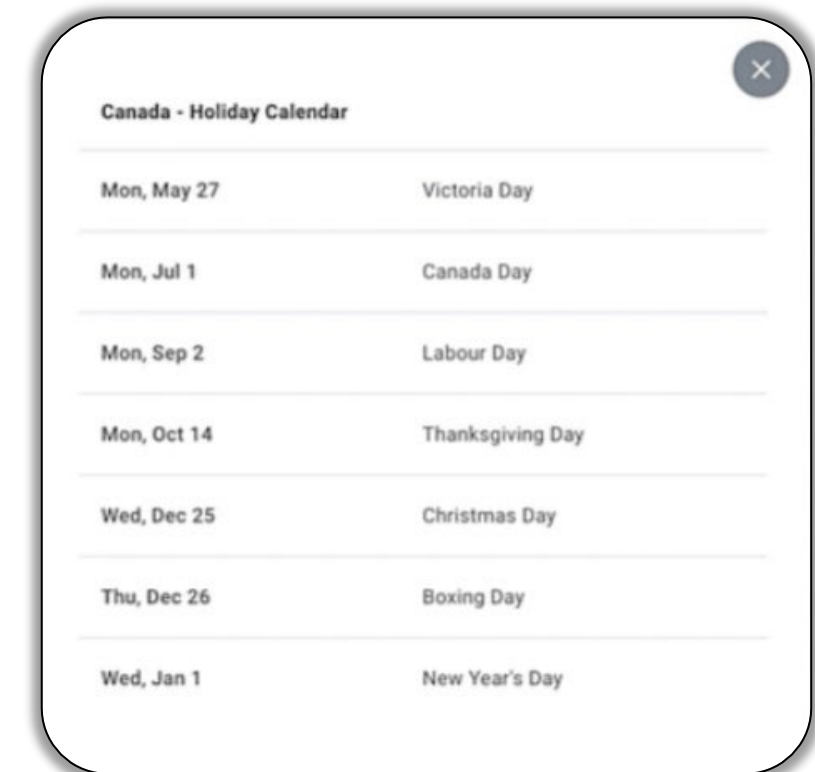 Canada - Holiday Calendar
Mon, May 27 Victoria Day
Mon, Jul 1 Canada Day
Mon, Sep 2 Labour Day
Mon, Oct 14 Thanksgiving Day
Wed, Dec 25 Christmas Day
Thu, Dec 26 Boxing Day
Wed, Jan 1 New Year's Day